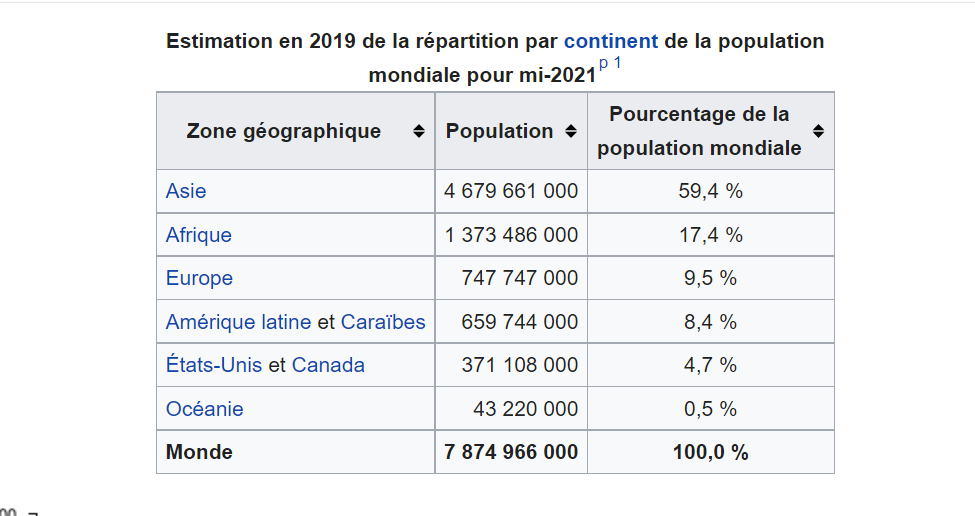 Estimation en 2019 de la répartition par continent de la population
mondiale pour mi-2021 p 1
Zone géographique Population Pourcentage de la population mondiale
Asie 4 679 661 000 59,4 %
Afrique 1 373 486 000 17,4 %
Europe 747 747 000 9,5 %
Amérique latine et Caraïbes 659 744 000 8,4 %
États-Unis et Canada 371 108 000 4,7 %
Océanie 43 220 000 0,5 %
Monde 7 874 966 000 100,0 %